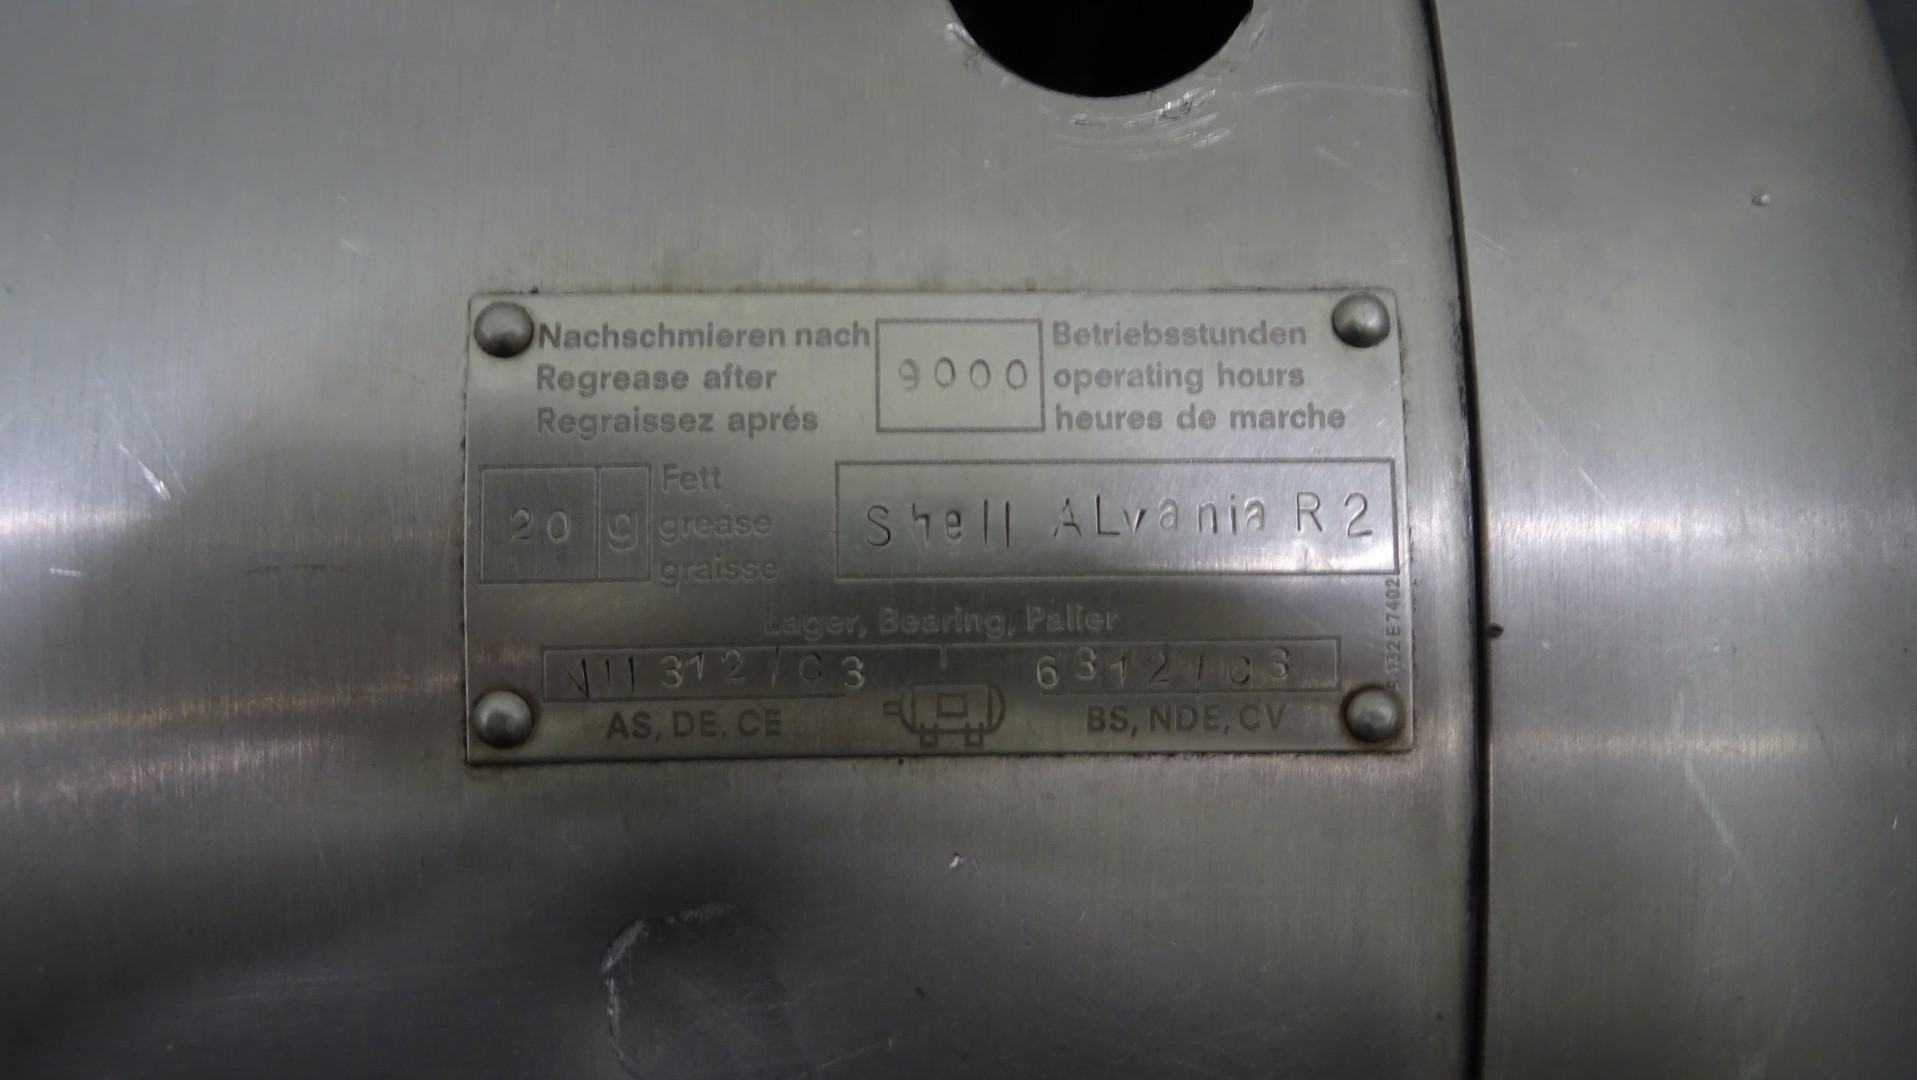 Nachschmieren nach 9000 Betriebsstunden
Regrease after operating hours
Regraissez aprés heures de marche
20 g Fett
grease Shell ALvania R2
graisse
Lager, Bearing, Palier
NU 312/C3 6312/C3
AS, DE, CE BS, NDE, CV